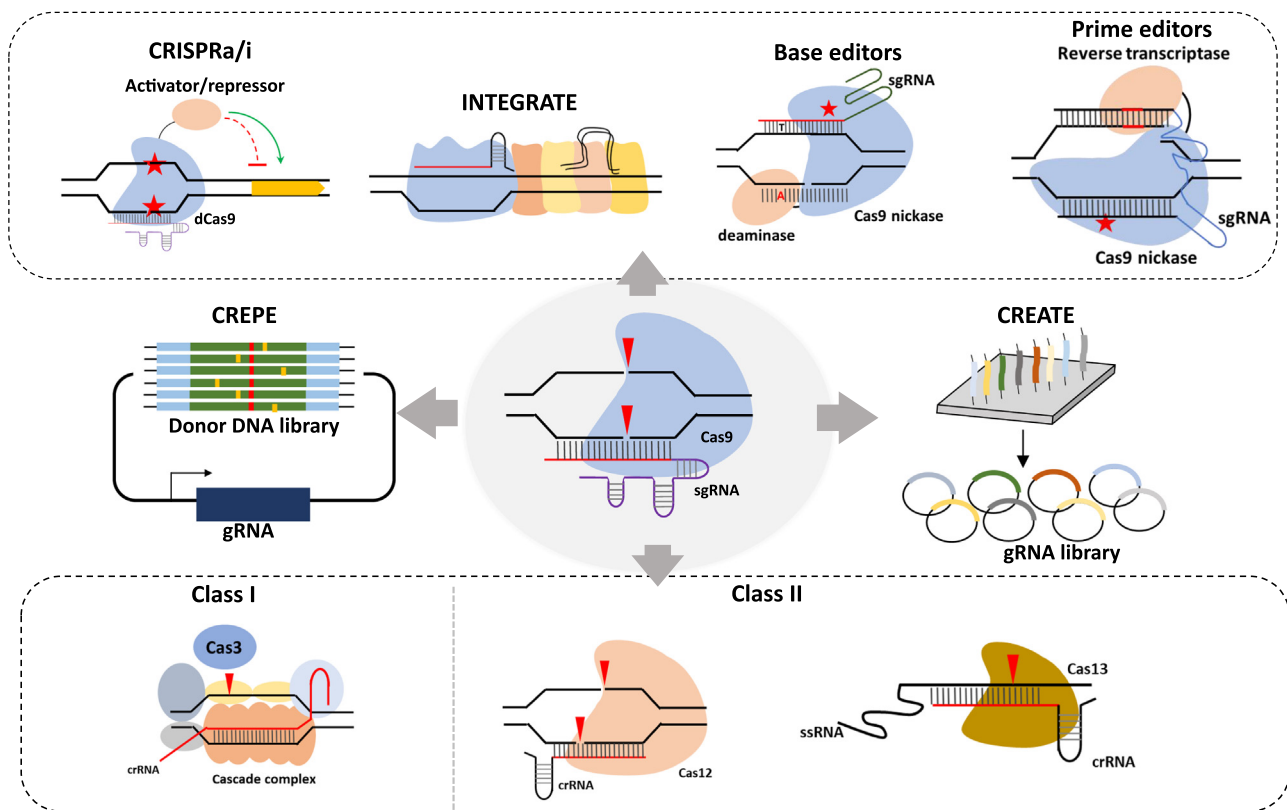 CRISPRa/i
Activator/repressor
dCas9
INTEGRATE
Base editors
sgRNA
T
A
Cas9 nickase
deaminase
Prime editors
Reverse transcriptase
sgRNA
Cas9 nickase
CREPE
Donor DNA library
gRNA
Cas9
sgRNA
CREATE
gRNA library
Class I
Cas3
crRNA
Cascade complex
Class II
Cas12
crRNA
Cas13
ssRNA
crRNA